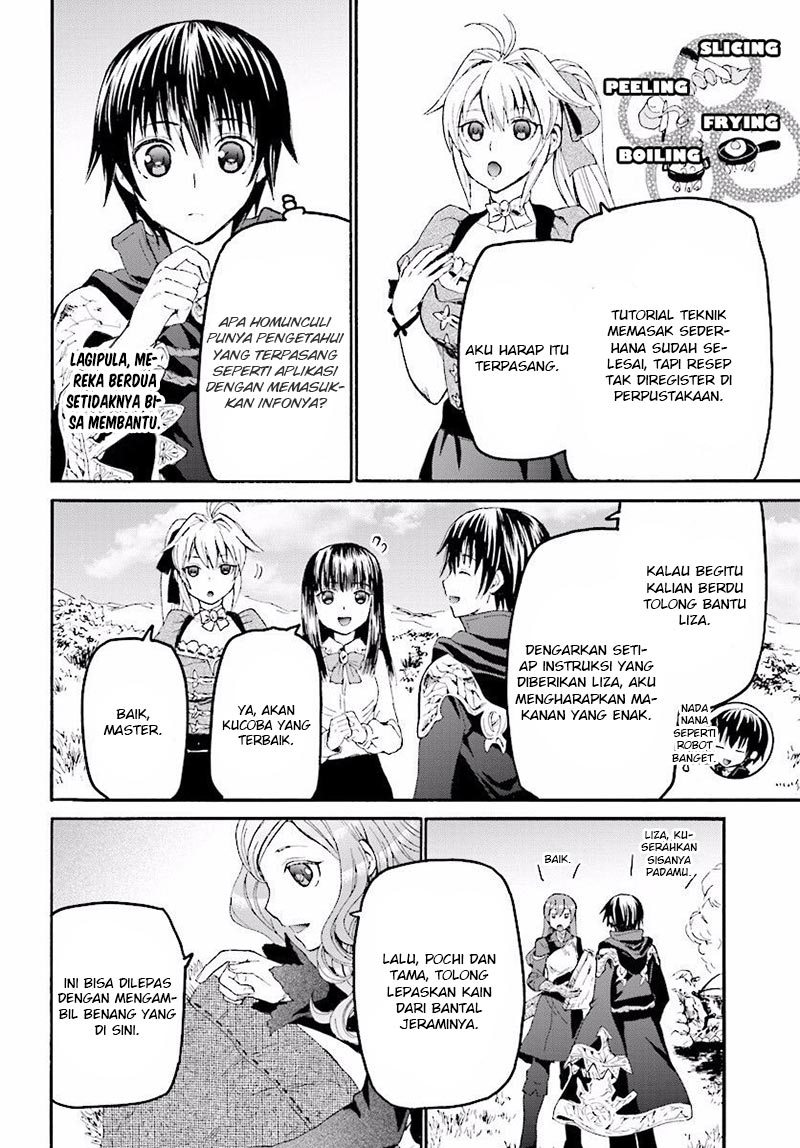 SLICING
PEELING
FRYING
BOILING
TUTORIAL TEKNIK
MEMASAK SEDER-
HANA SUDAH SE-
LESAI, TAPI RESEP
TAK DIREGISTER DI
PERPUSTAKAAN.
AKU HARAP ITU
TERPASANG.
APA HOMUNCULI
PUNYA PENGETAHUI
YANG TERPASANG
SEPERTI APLIKASI
DENGAN MEMASUK-
KAN INFONYA?
LAGIPULA, ME-
REKA BERDUA
SETIDAKNYA BI-
SA MEMBANTU.
KALAU BEGITU
KALIAN BERDU
TOLONG BANTU
LIZA.
DENGARKAN SETI-
AP INSTRUKSI YANG
DIBERIKAN LIZA, AKU
MENGHARAPKAN MA-
KANAN YANG ENAK.
NADA
NANA
SEPERTI
ROBOT
BANGET.
YA, AKAN
KUCOBA YANG
TERBAIK.
BAIK,
MASTER.
LIZA, KU-
SERAHKAN
SISANYA
PADAMU.
BAIK.
LALU, POCHI DAN
TAMA, TOLONG
LEPASKAN KAIN
DARI BANTAL
JERAMINYA.
INI BISA DILEPAS
DENGAN MENGAM-
BIL BENANG YANG
DI SINI.